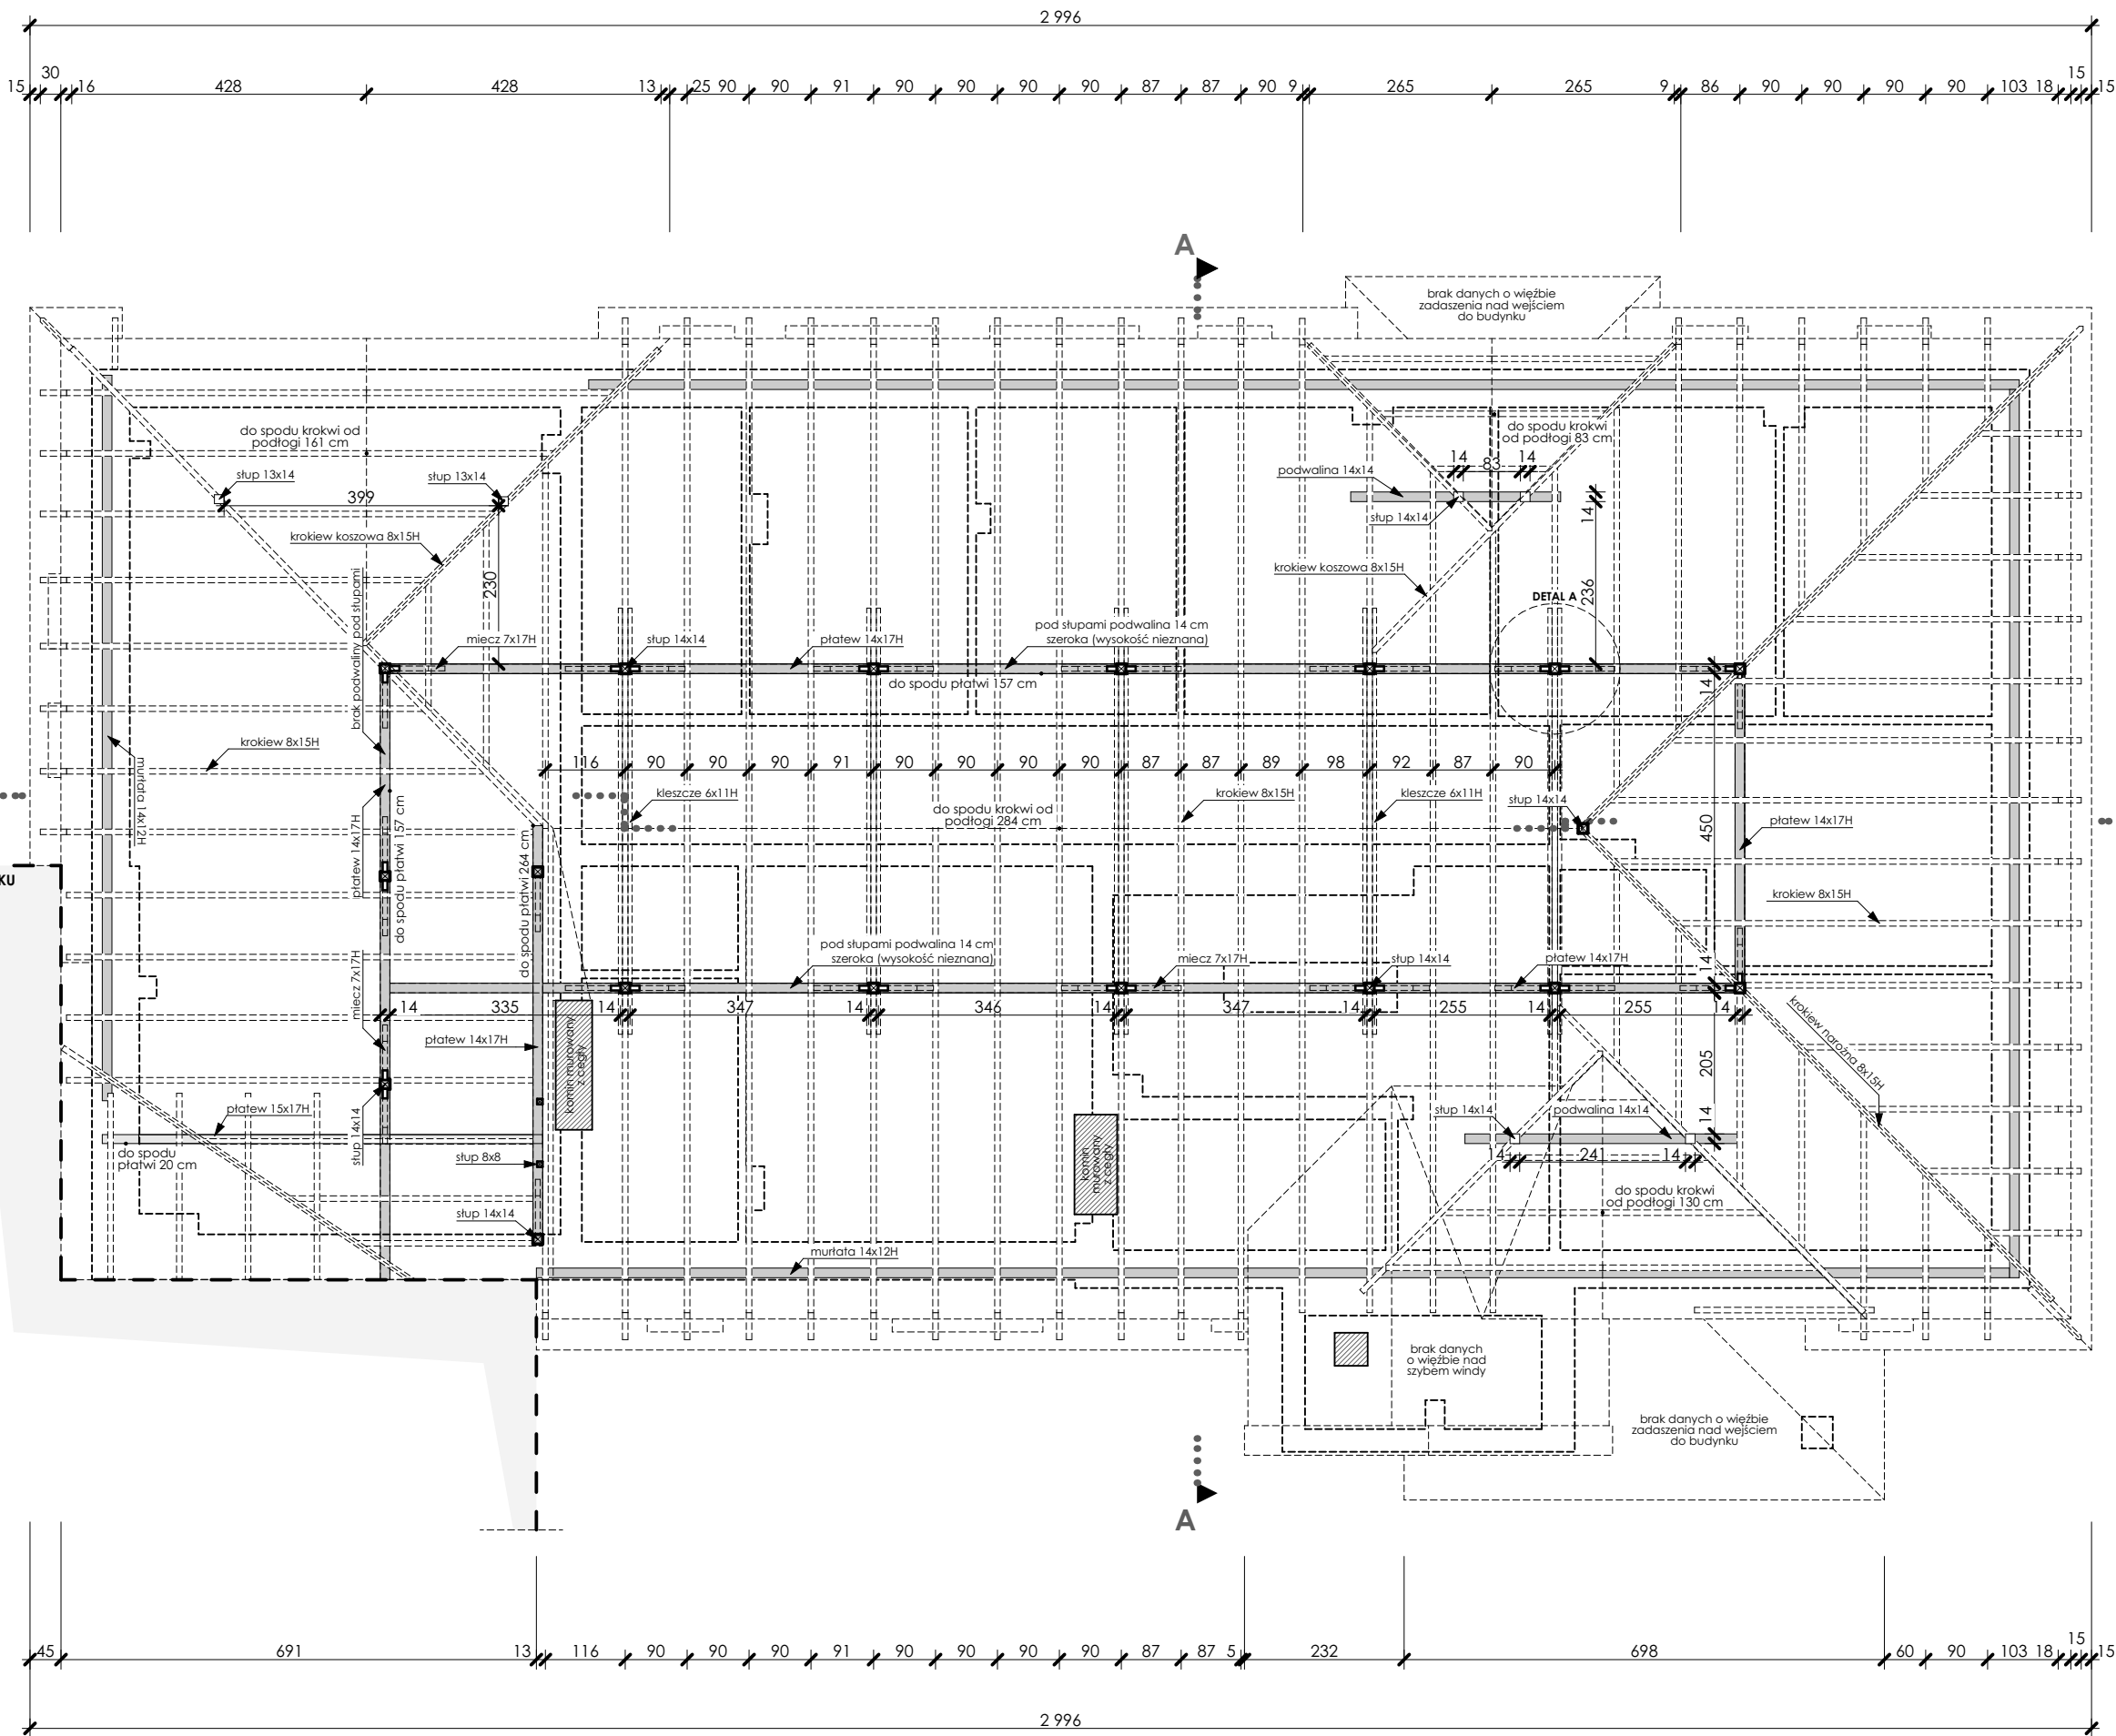 2 996
15 30 16 428 428 13 25 90 90 91 90 90 90 90 87 87 90 9 265 265 9 86 90 90 90 90 103 18 15 15
A
brak danych o więźbie
zadaszenia nad wejściem
do budynku
do spodu krokwi od
podłogi 161 cm
do spodu krokwi
od podłogi 83 cm
słup 13x14
słup 13x14
399
14 83 14
podwalina 14x14
14
słup 14x14
krokiew koszowa 8x15H
230
krokiew koszowa 8x15H
DETAL A
236
brak podwaliny pod słupami
miecz 7x17H
słup 14x14
płatew 14x17H
pod słupami podwalina 14 cm
szeroka (wysokość nieznana)
do spodu płatwi 157 cm
14
krokiew 8x15H
murłata 14x12H
116 90 90 90 91 90 90 90 90 87 87 89 98 92 87 90
kleszcze 6x11H
do spodu krokwi od
podłogi 284 cm
krokiew 8x15H
kleszcze 6x11H
słup 14x14
450
płatew 14x17H
płatew 14x17H
do spodu płatwi 157 cm
do spodu płatwi 264 cm
KU
krokiew 8x15H
pod słupami podwalina 14 cm
szeroka (wysokość nieznana)
miecz 7x17H
słup 14x14
płatew 14x17H
14
miecz 7x17H
14 335 14 347 14 346 14 347 14 255 14 255 14
krokiew narożna 8x15H
płatew 14x17H
komin murowany
z cegły
205
płatew 15x17H
słup 14x14
podwalina 14x14
14
do spodu
płatwi 20 cm
słup 14x14
słup 8x8
komin
murowany
z cegły
14 241 14
do spodu krokwi
od podłogi 130 cm
słup 14x14
murłata 14x12H
brak danych
o więźbie nad
szybem windy
brak danych o więźbie
zadaszenia nad wejściem
do budynku
A
45 691 13 116 90 90 90 91 90 90 90 90 87 87 5 232 698 60 90 103 18 15 15
2 996